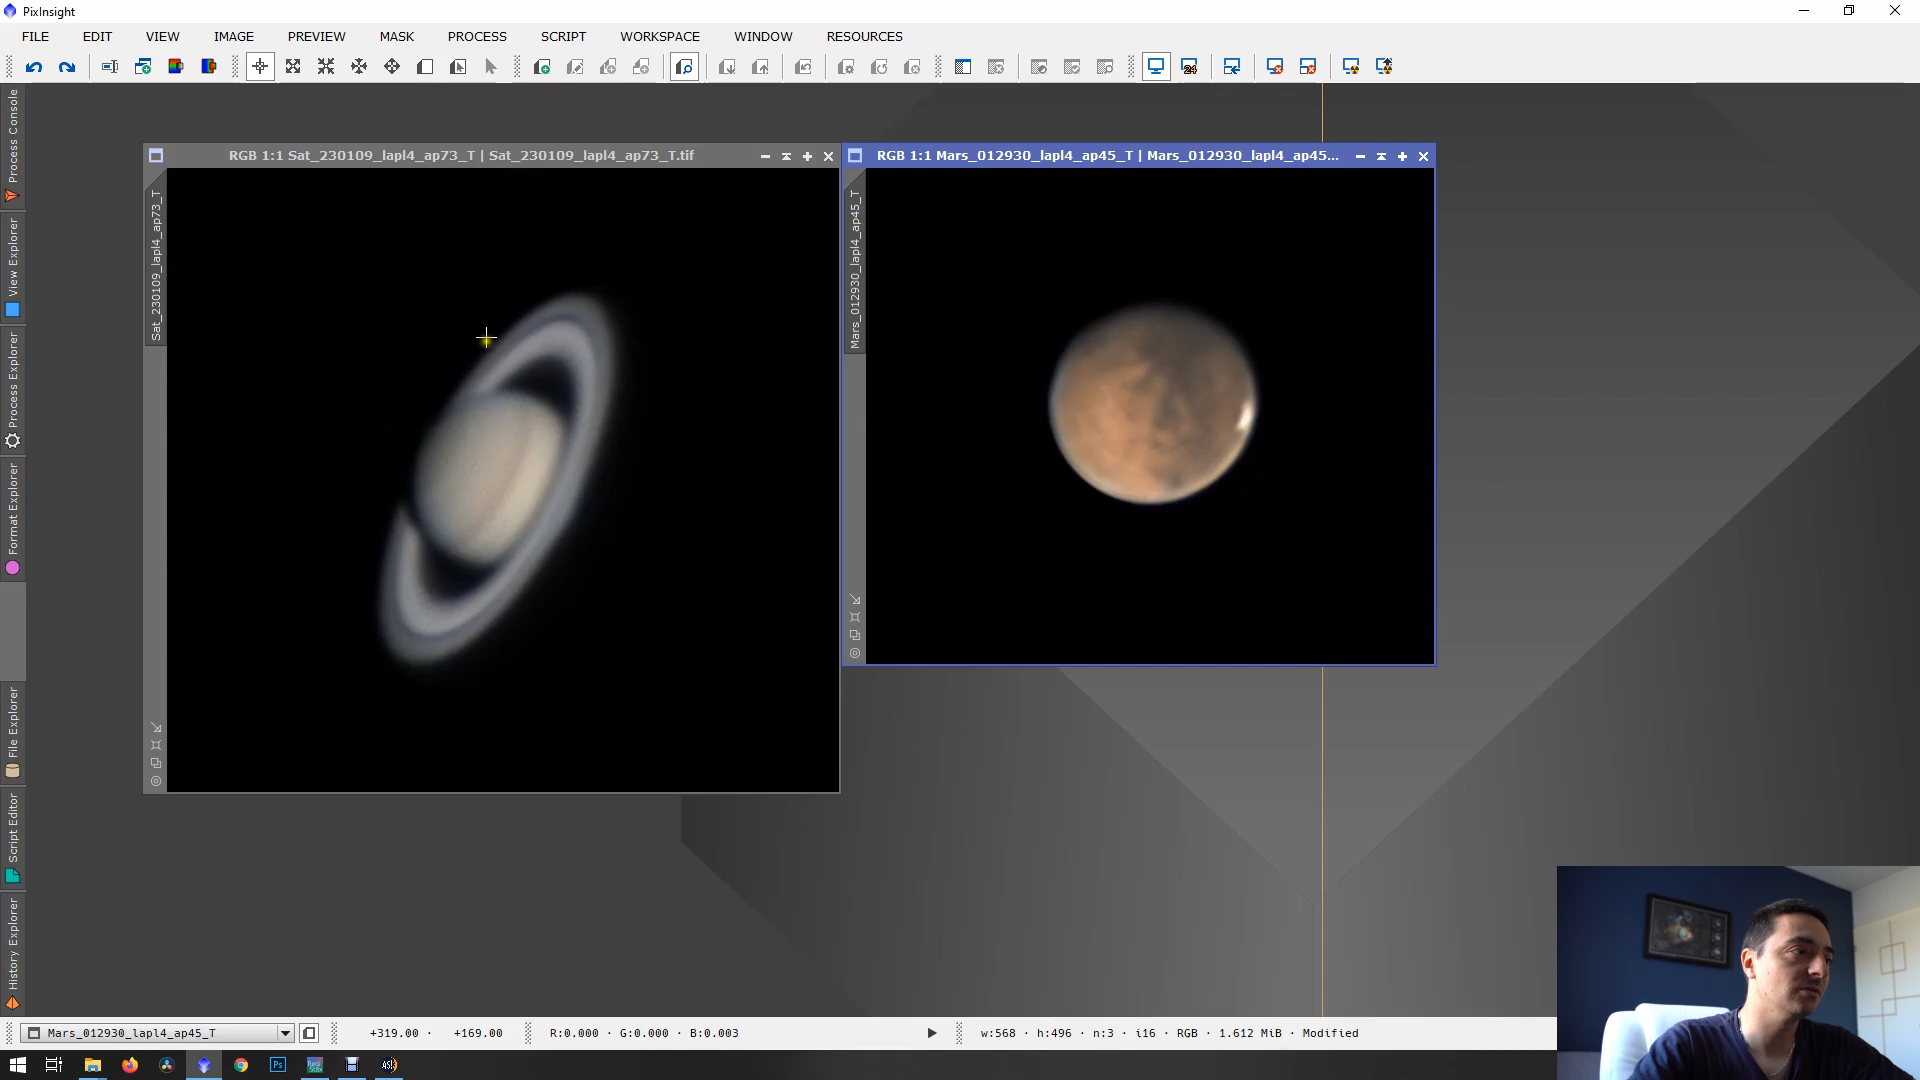 PixInsight
FILE EDIT VIEW IMAGE PREVIEW MASK PROCESS SCRIPT WORKSPACE WINDOW RESOURCES
24
Process Console
View Explorer
Process Explorer
Format Explorer
File Explorer
Script Editor
History Explorer
RGB 1:1 Sat_230109_lapl4_ap73_T | Sat_230109_lapl4_ap73_T.tif
Sat_230109_lapl4_ap73_T
RGB 1:1 Mars_012930_lapl4_ap45_T | Mars_012930_lapl4_ap45...
Mars_012930_lapl4_ap45_T
Mars_012930_lapl4_ap45_T +319.00 · +169.00 R:0.000 · G:0.000 · B:0.003 w:568 · h:496 · n:3 · i16 · RGB · 1.612 MiB · Modified
Ps ASI